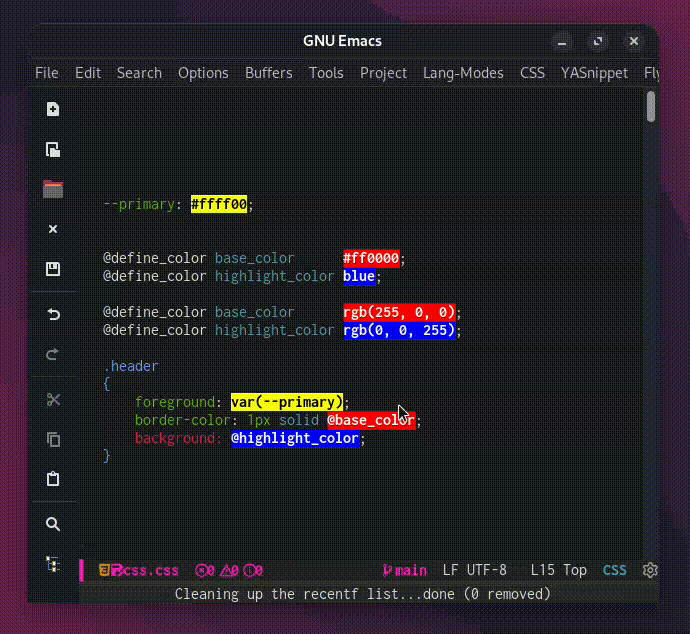 GNU Emacs
File Edit Search Options Buffers Tools Project Lang-Modes CSS YASnippet Fly
--primary: #ffff00;
@define_color base_color #ff0000;
@define_color highlight_color blue;
@define_color base_color rgb(255, 0, 0);
@define_color highlight_color rgb(0, 0, 255);
.header
{
foreground: var(--primary);
border-color: 1px solid @base_color;
background: @highlight_color;
}
css.css 0 0 0 main LF UTF-8 L15 Top CSS
Cleaning up the recentf list...done (0 removed)